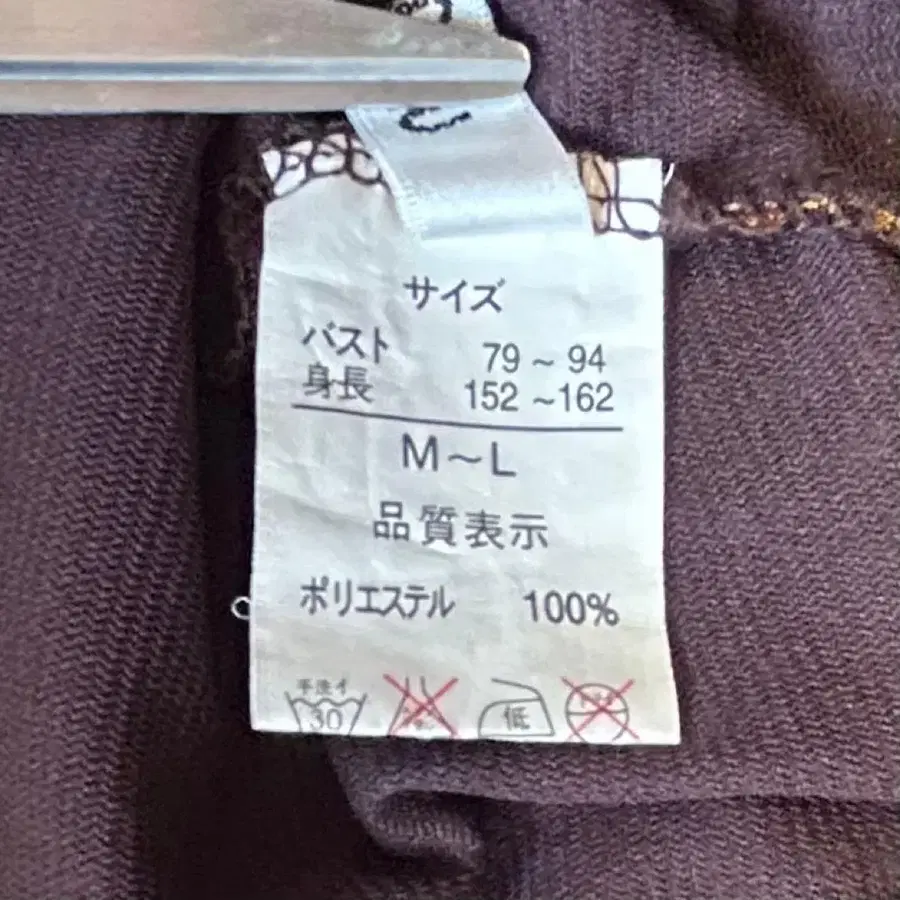 サイズ
バスト 79 ~ 94
身長 152 ~162
M~L
品質表示
ポリエステル 100%
手洗イ
30
低